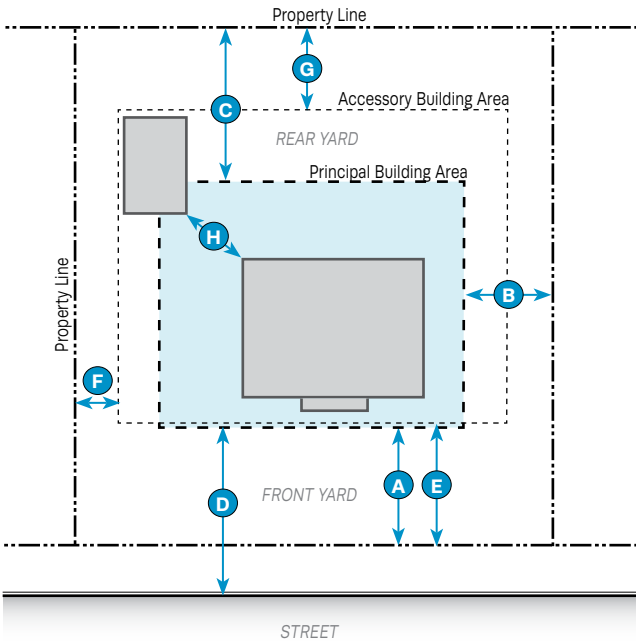 Property Line
G
C
Accessory Building Area
REAR YARD
Principal Building Area
H
Property Line
B
F
A
E
D
FRONT YARD
STREET